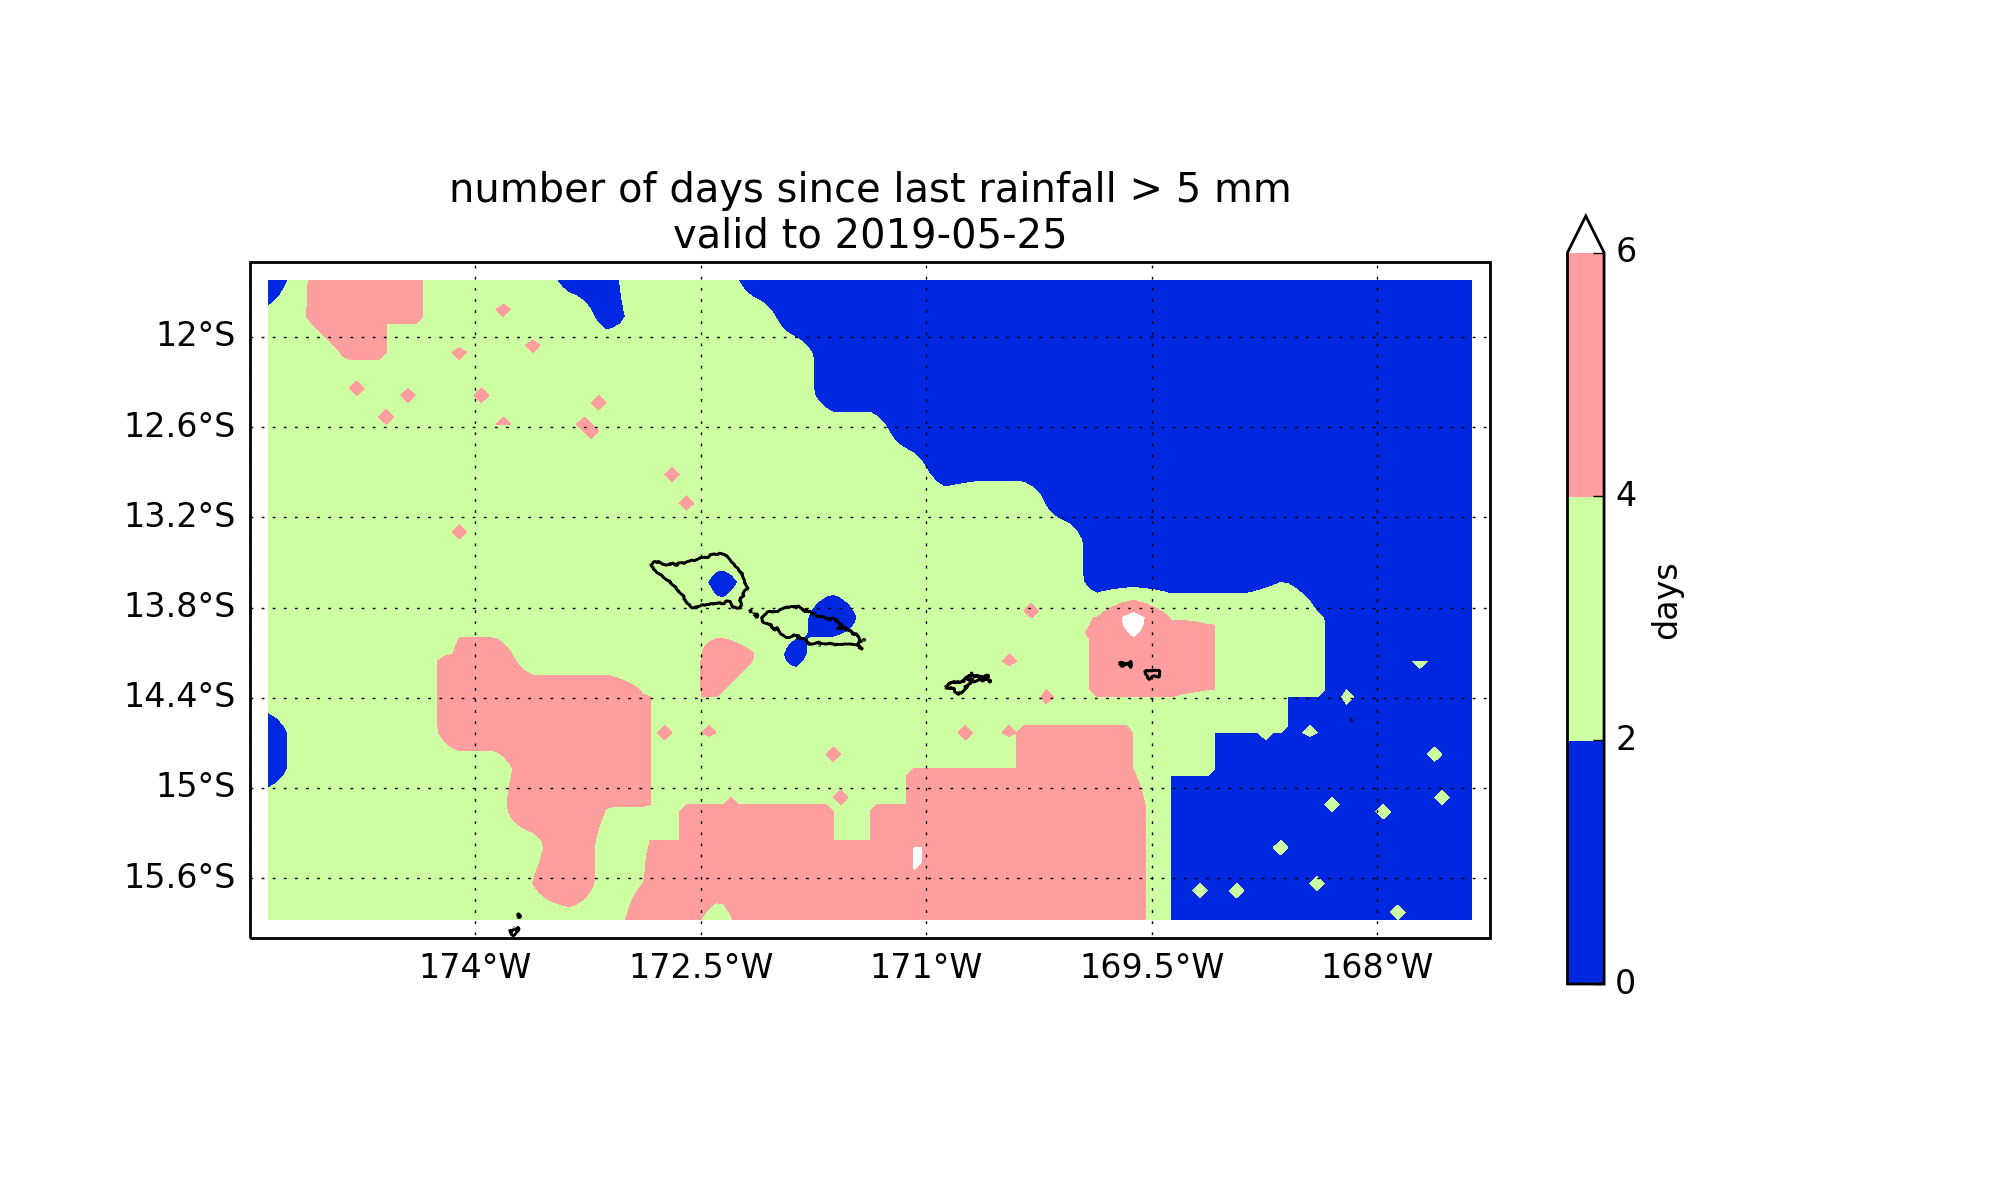 number of days since last rainfall > 5 mm
valid to 2019-05-25
12°S
12.6°S
13.2°S
13.8°S
14.4°S
15°S
15.6°S
174°W 172.5°W 171°W 169.5°W 168°W
6
4
2
0
days